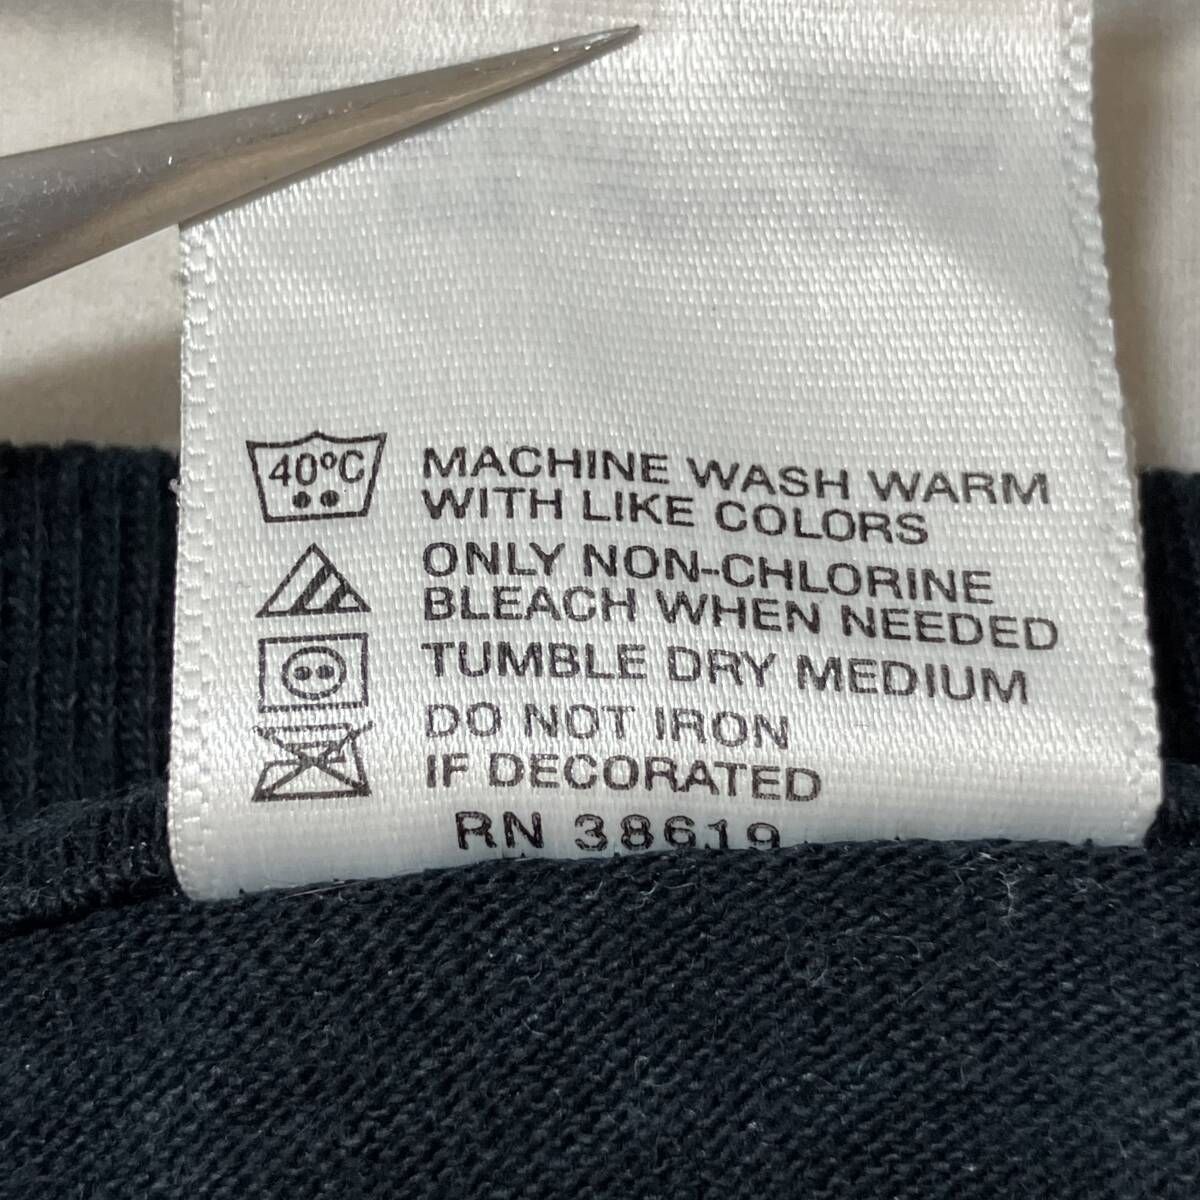 40ºC
MACHINE WASH WARM
WITH LIKE COLORS
ONLY NON-CHLORINE
BLEACH WHEN NEEDED
TUMBLE DRY MEDIUM
DO NOT IRON
IF DECORATED
RN 38619